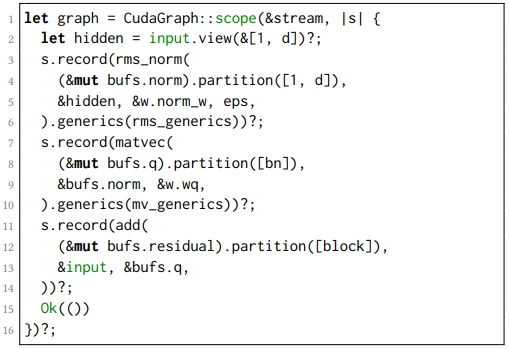 1 let graph = CudaGraph::scope(&stream, |s| {
2   let hidden = input.view(&[1, d])?;
3   s.record(rms_norm(
4     (&mut bufs.norm).partition([1, d]),
5     &hidden, &w.norm_w, eps,
6   ).generics(rms_generics))?;
7   s.record(matvec(
8     (&mut bufs.q).partition([bn]),
9     &bufs.norm, &w.wq,
10   ).generics(mv_generics))?;
11   s.record(add(
12     (&mut bufs.residual).partition([block]),
13     &input, &bufs.q,
14   ))?;
15   Ok(())
16 })?;